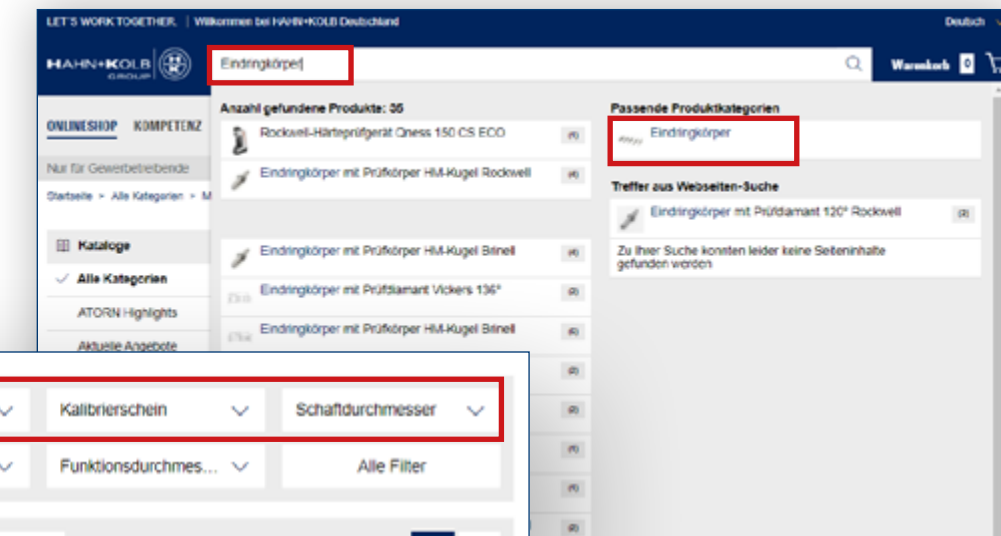 LET'S WORK TOGETHER. | Willkommen bei HAHN+KOLB Deutschland
Deutsch
HAHN+KOLB
GROUP
Eindringkörper
Warenkorb 0
ONLINESHOP KOMPETENZ
Nur für Gewerbetreibende
Startseite > Alle Kategorien > M
Kataloge
Alle Kategorien
ATORN Highlights
Aktuelle Angebote
Anzahl gefundene Produkte: 35
Rockwell-Härteprüfgerät Qness 150 CS ECO
Eindringkörper mit Prüfkörper HM-Kugel Rockwell
Eindringkörper mit Prüfkörper HM-Kugel Brinell
Eindringkörper mit Prüfdiamant Vickers 136°
Eindringkörper mit Prüfkörper HM-Kugel Brinell
Passende Produktkategorien
Eindringkörper
Treffer aus Webseiten-Suche
Eindringkörper mit Prüfdiamant 120° Rockwell
Zu Ihrer Suche konnten leider keine Seiteninhalte
gefunden werden
Kalibrierschein
Schaftdurchmesser
Funktionsdurchmes...
Alle Filter